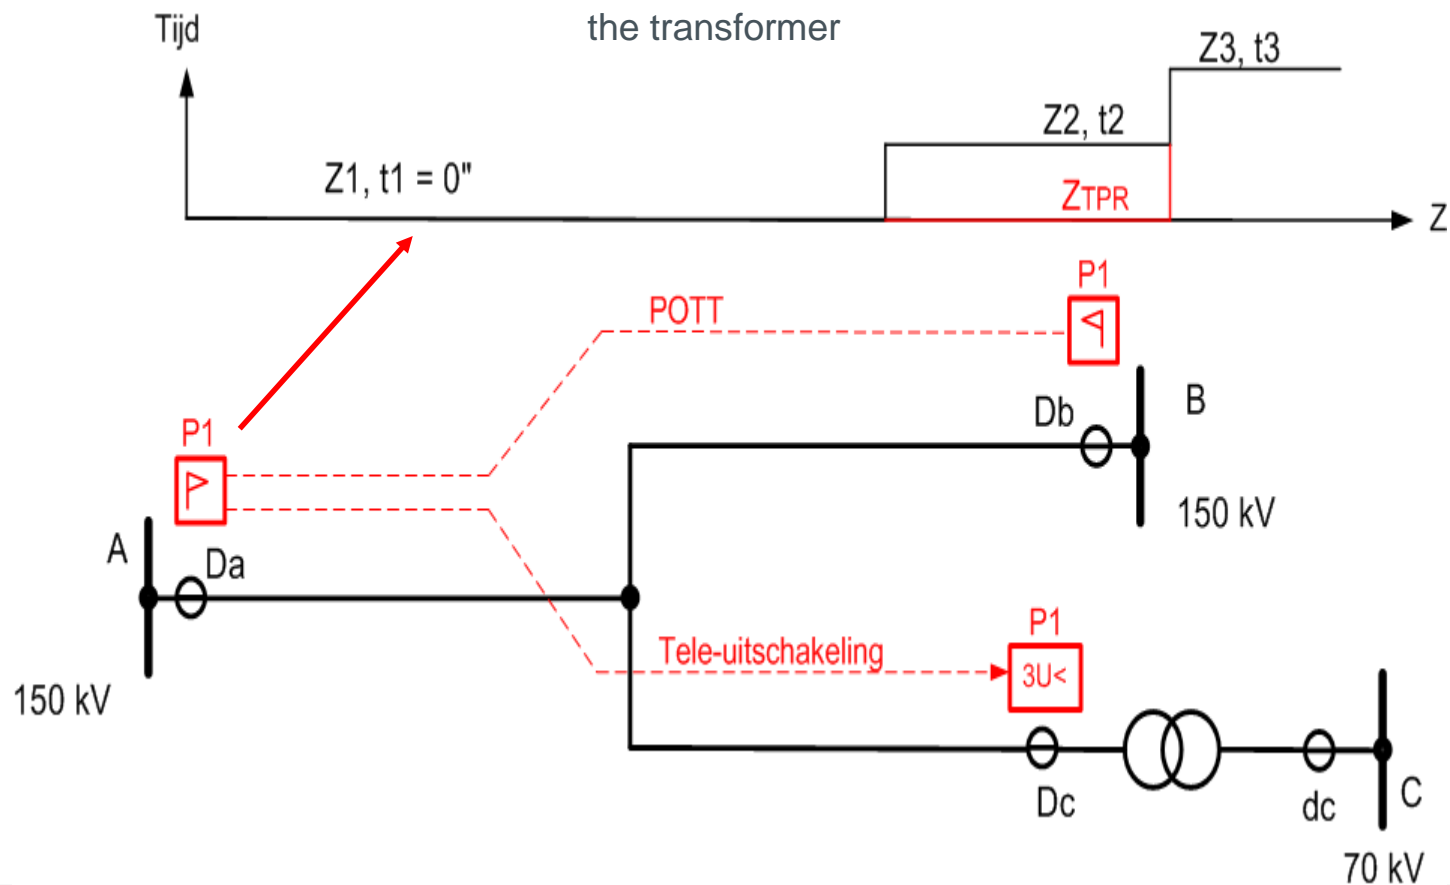 the transformer
Tijd
Z3, t3
Z2, t2
Z1, t1 = 0"
ZTPR
Z
P1
POTT
B
Db
P1
150 kV
A
Da
P1
Tele-uitschakeling
3U<
150 kV
C
Dc
dc
70 kV